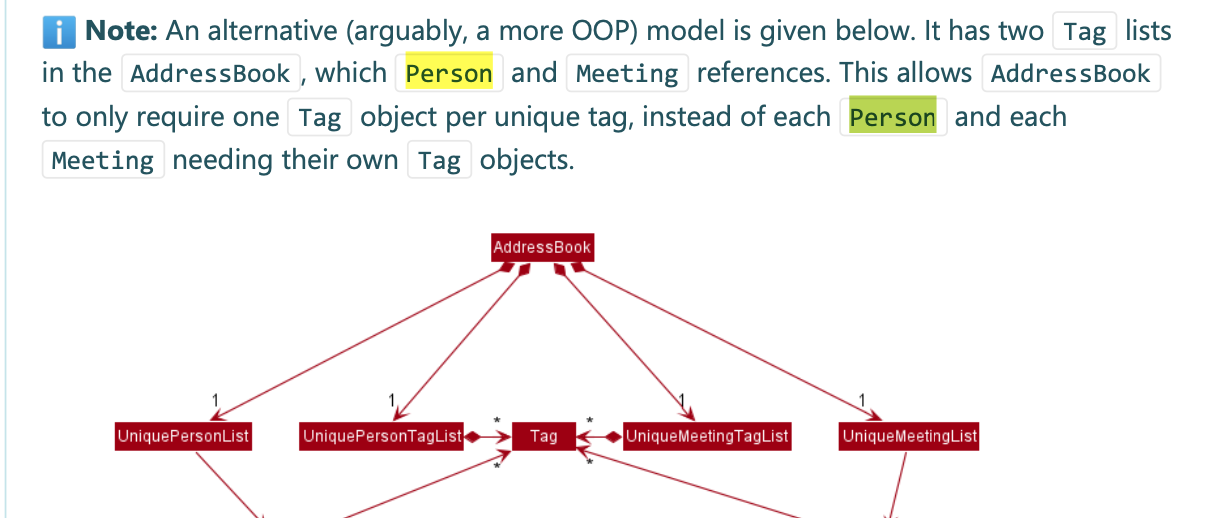 Note: An alternative (arguably, a more OOP) model is given below. It has two Tag lists
in the AddressBook , which Person and Meeting references. This allows AddressBook
to only require one Tag object per unique tag, instead of each Person and each
Meeting needing their own Tag objects.
AddressBook
1 1 1 1
UniquePersonList UniquePersonTagList * Tag * UniqueMeetingTagList UniqueMeetingList
* *